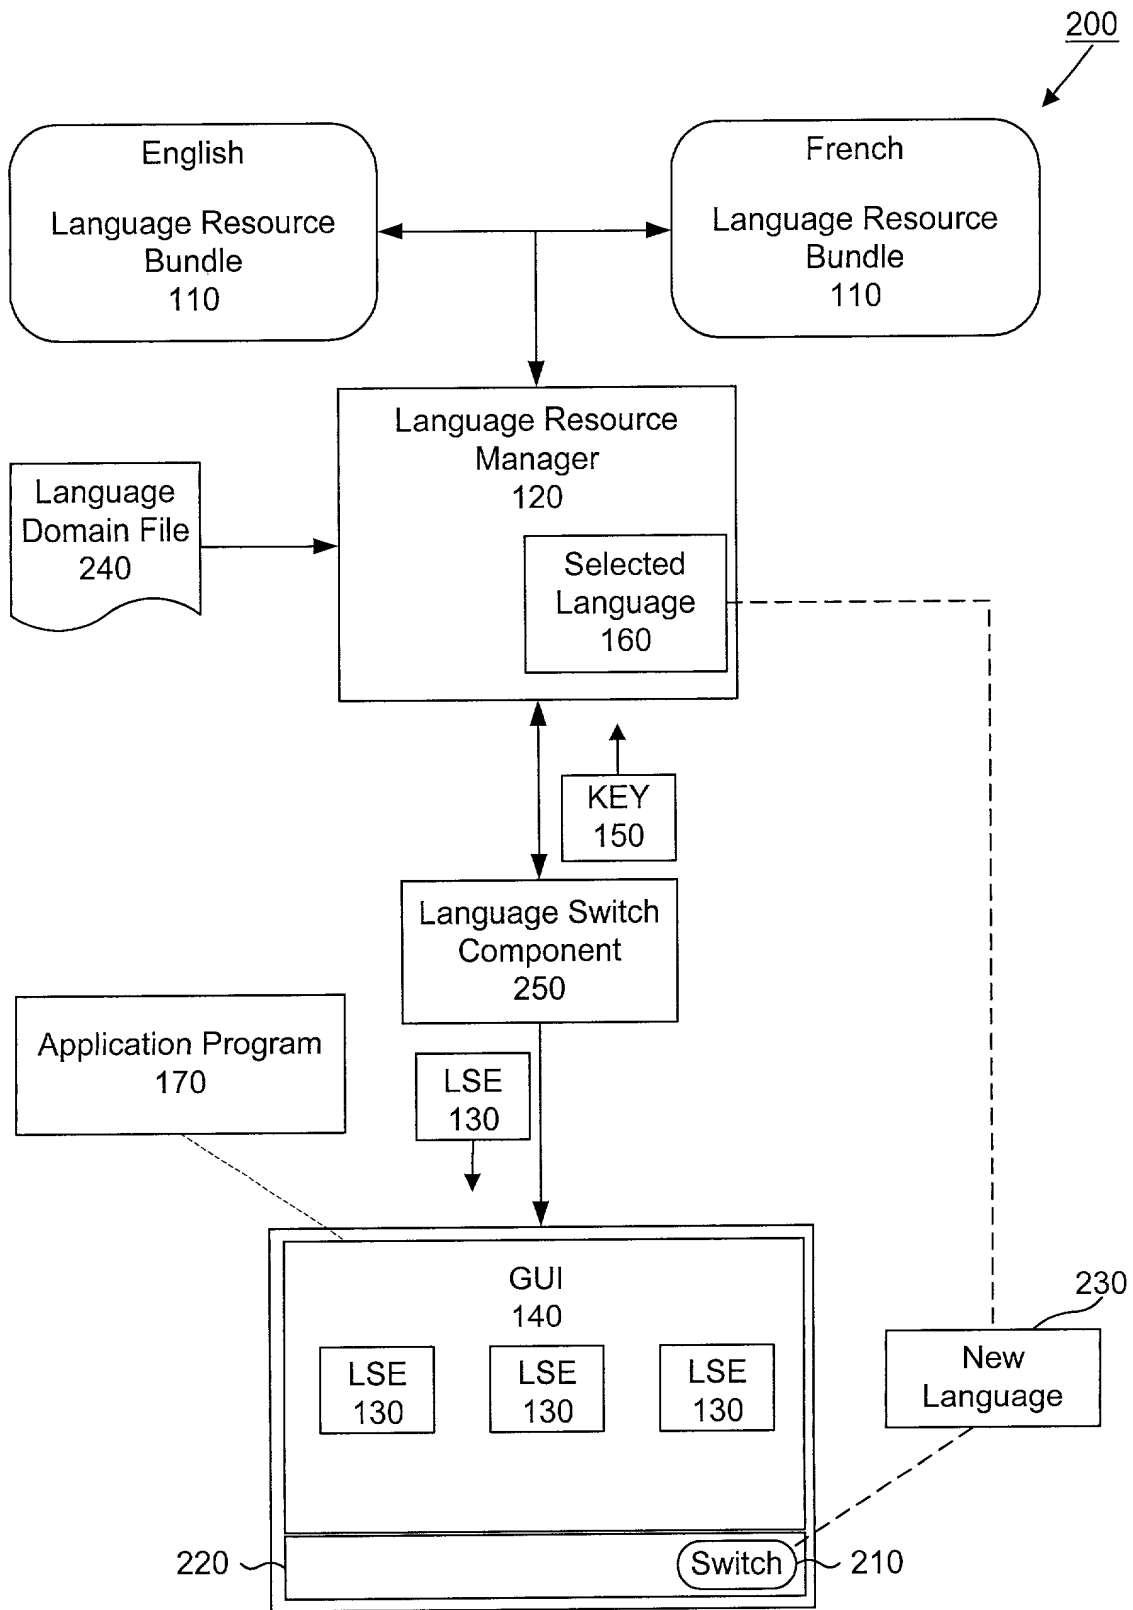 200
English
Language Resource
Bundle
110
French
Language Resource
Bundle
110
Language Resource
Manager
120
Language
Domain File
240
Selected
Language
160
KEY
150
Language Switch
Component
250
Application Program
170
LSE
130
GUI
140
LSE
130
LSE
130
LSE
130
230
New
Language
220
Switch
210